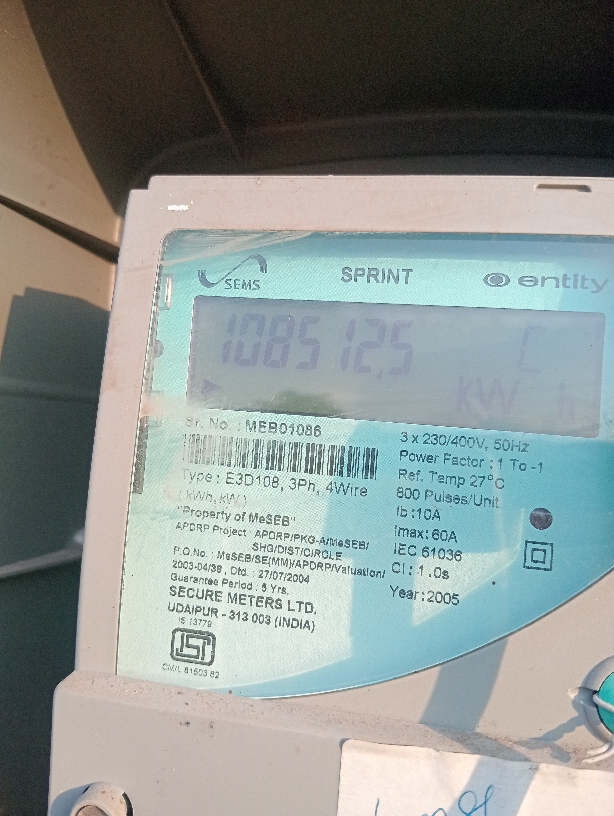 SEMS
SPRINT
entity
108512.5 C
kW h
Sr. No. : MEB01086
Type : E3D108, 3Ph, 4Wire
(kWh, kW)
"Property of MeSEB"
APDRP Project : APDRP/PKG-A/MeSEB/
SHG/DIST/CIRCLE
P.O.No. : MeSEB/SE(MM)/APDRP/Valuation/
2003-04/38 , Dtd. : 27/07/2004
Guarantee Period : 5 Yrs.
SECURE METERS LTD.
UDAIPUR - 313 003 (INDIA)
IS 13779
ISI
CM/L 8150362
3 x 230/400V, 50Hz
Power Factor : 1 To -1
Ref. Temp 27°C
800 Pulses/Unit
Ib : 10A
Imax: 60A
IEC 61036
Cl : 1.0s
Year : 2005